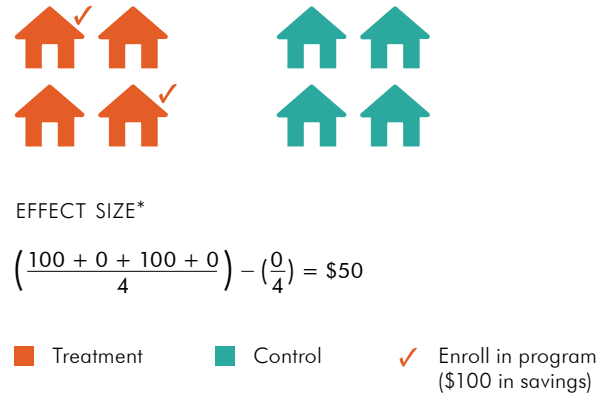 EFFECT SIZE*
(100 + 0 + 100 + 0 / 4) – (0 / 4) = $50
Treatment
Control
✓ Enroll in program
($100 in savings)